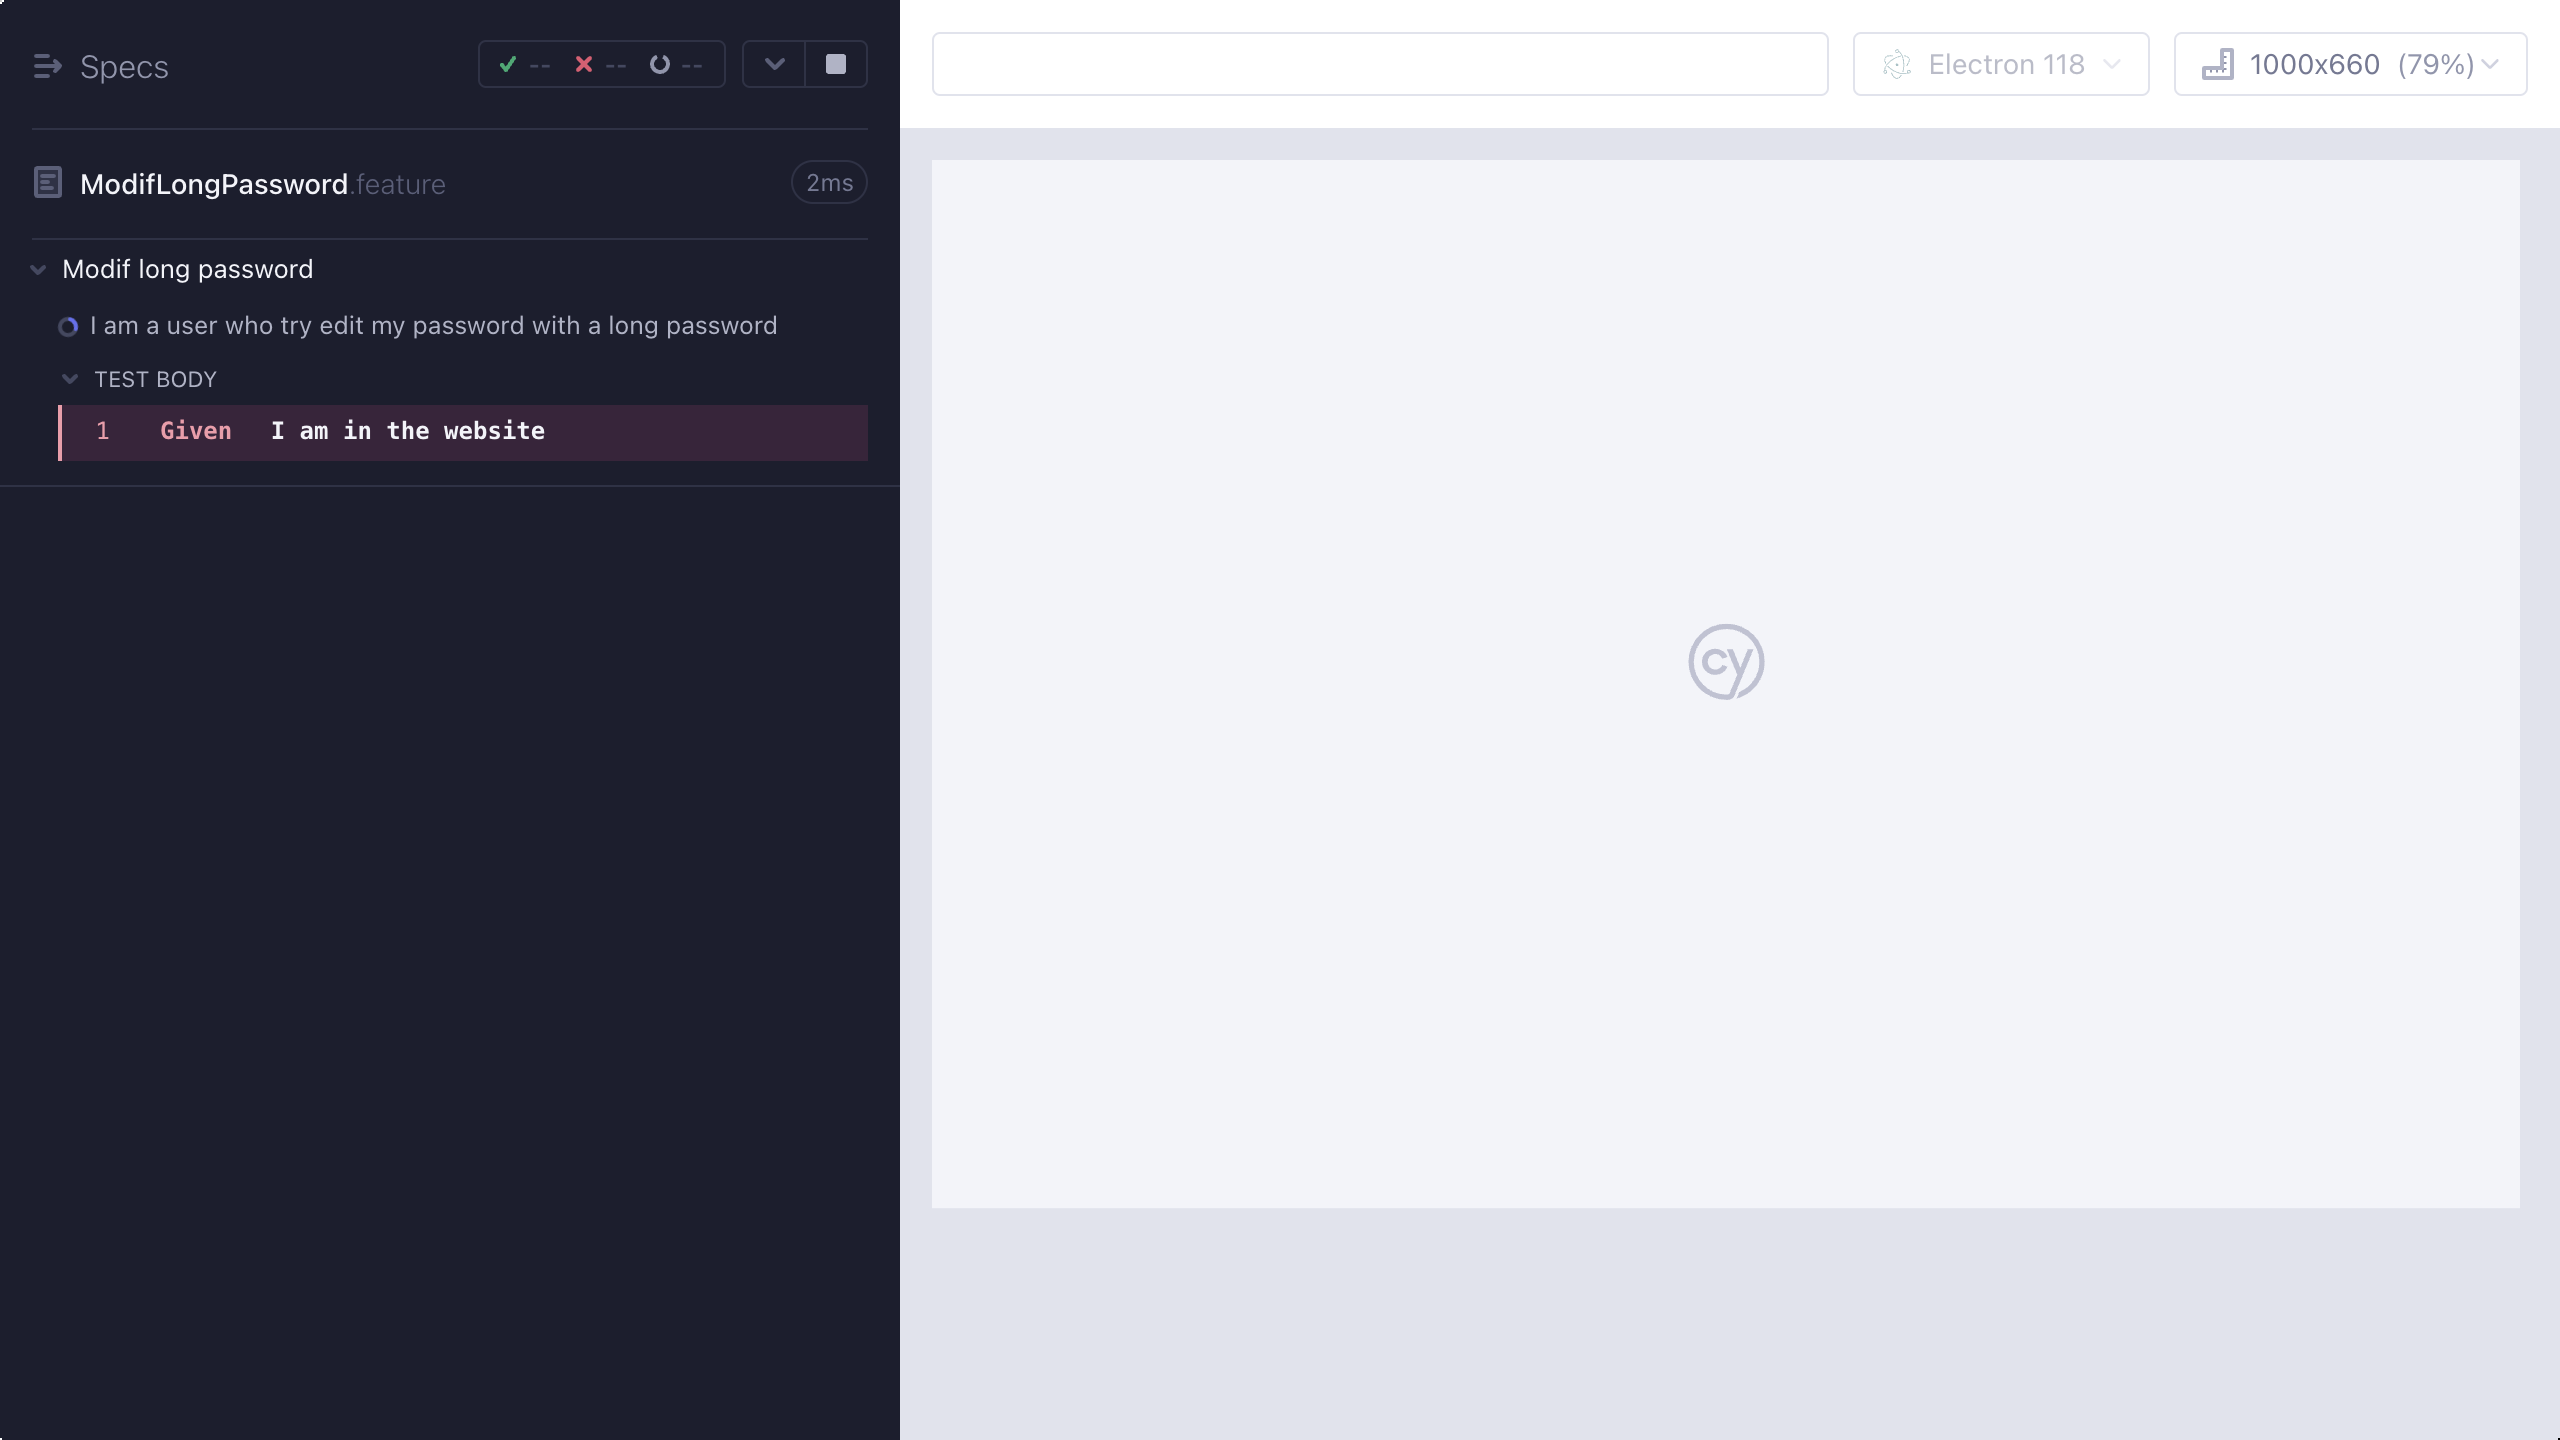 Specs
-- -- --
ModifLongPassword.feature
2ms
Modif long password
I am a user who try edit my password with a long password
TEST BODY
1 Given I am in the website
Electron 118
1000x660 (79%)
cy